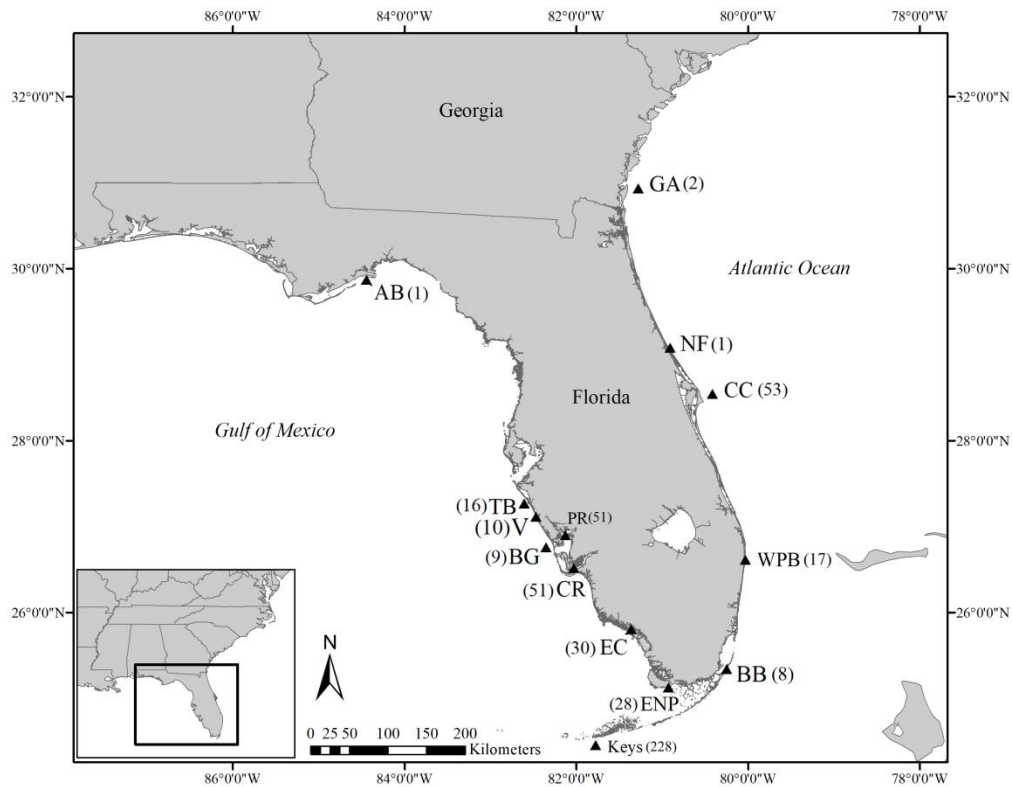 86°0'0"W 84°0'0"W 82°0'0"W 80°0'0"W 78°0'0"W
32°0'0"N 32°0'0"N
Georgia
GA (2)
30°0'0"N 30°0'0"N
Atlantic Ocean
AB (1)
NF (1)
CC (53)
Florida
Gulf of Mexico
28°0'0"N 28°0'0"N
(16) TB
PR (51)
(10) V
(9) BG
WPB (17)
(51) CR
26°0'0"N 26°0'0"N
(30) EC
N
BB (8)
(28) ENP
0 25 50 100 150 200
Kilometers
Keys (228)
86°0'0"W 84°0'0"W 82°0'0"W 80°0'0"W 78°0'0"W